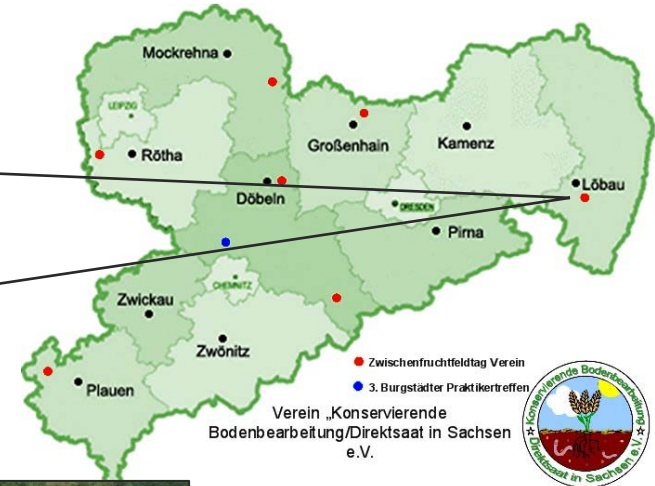 Mockrehna
LEIPZIG
Rötha
Großenhain
Kamenz
Döbeln
DRESDEN
Löbau
Pirna
CHEMNITZ
Zwickau
Zwönitz
Plauen
Zwischenfruchtfeldtag Verein
3. Burgstädter Praktikertreffen
Verein „Konservierende
Bodenbearbeitung/Direktsaat in Sachsen
e.V.
Konservierende Bodenbearbeitung
Direktsaat in Sachsen e.V.